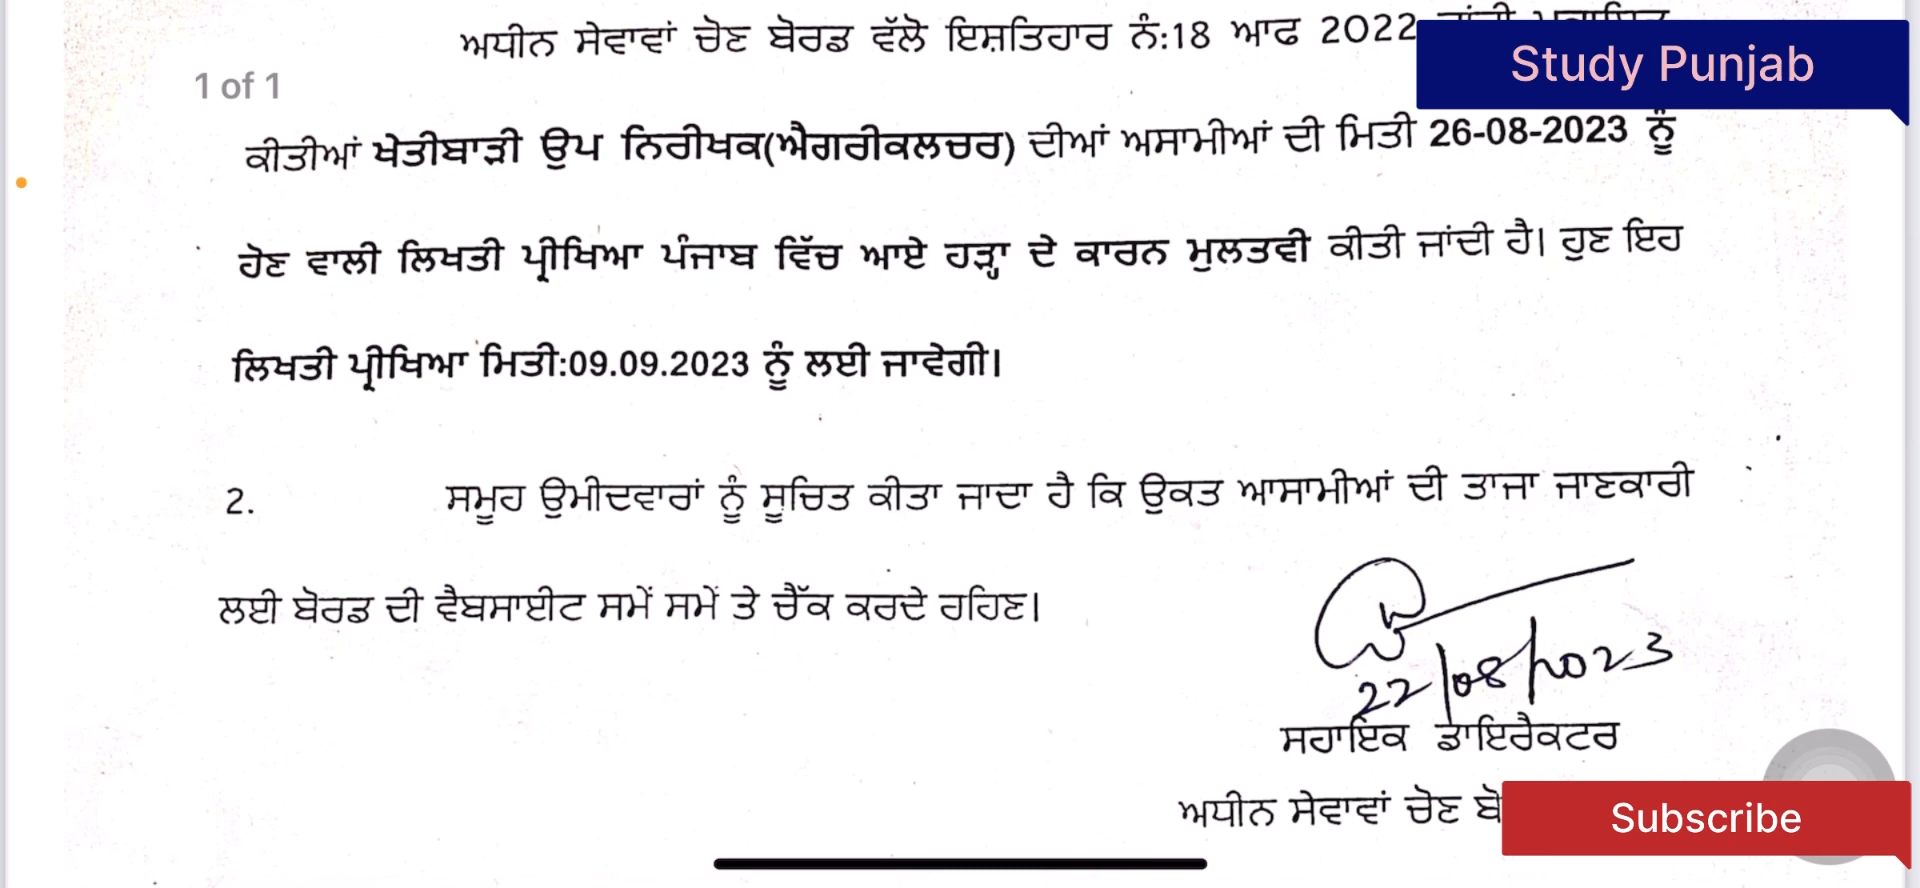 ਅਧੀਨ ਸੇਵਾਵਾਂ ਚੋਣ ਬੋਰਡ ਵੱਲੋ ਇਸ਼ਤਿਹਾਰ ਨੰ:18 ਆਫ 2022
Study Punjab
1 of 1
ਕੀਤੀਆਂ ਖੇਤੀਬਾੜੀ ਉਪ ਨਿਰੀਖਕ(ਐਗਰੀਕਲਚਰ) ਦੀਆਂ ਅਸਾਮੀਆਂ ਦੀ ਮਿਤੀ 26-08-2023 ਨੂੰ
ਹੋਣ ਵਾਲੀ ਲਿਖਤੀ ਪ੍ਰੀਖਿਆ ਪੰਜਾਬ ਵਿੱਚ ਆਏ ਹੜ੍ਹਾ ਦੇ ਕਾਰਨ ਮੁਲਤਵੀ ਕੀਤੀ ਜਾਂਦੀ ਹੈ। ਹੁਣ ਇਹ
ਲਿਖਤੀ ਪ੍ਰੀਖਿਆ ਮਿਤੀ:09.09.2023 ਨੂੰ ਲਈ ਜਾਵੇਗੀ।
2. ਸਮੂਹ ਉਮੀਦਵਾਰਾਂ ਨੂੰ ਸੂਚਿਤ ਕੀਤਾ ਜਾਦਾ ਹੈ ਕਿ ਉਕਤ ਆਸਾਮੀਆਂ ਦੀ ਤਾਜਾ ਜਾਣਕਾਰੀ
ਲਈ ਬੋਰਡ ਦੀ ਵੈਬਸਾਈਟ ਸਮੇਂ ਸਮੇਂ ਤੇ ਚੈੱਕ ਕਰਦੇ ਰਹਿਣ।
22/08/2023
ਸਹਾਇਕ ਡਾਇਰੈਕਟਰ
ਅਧੀਨ ਸੇਵਾਵਾਂ ਚੋਣ
Subscribe